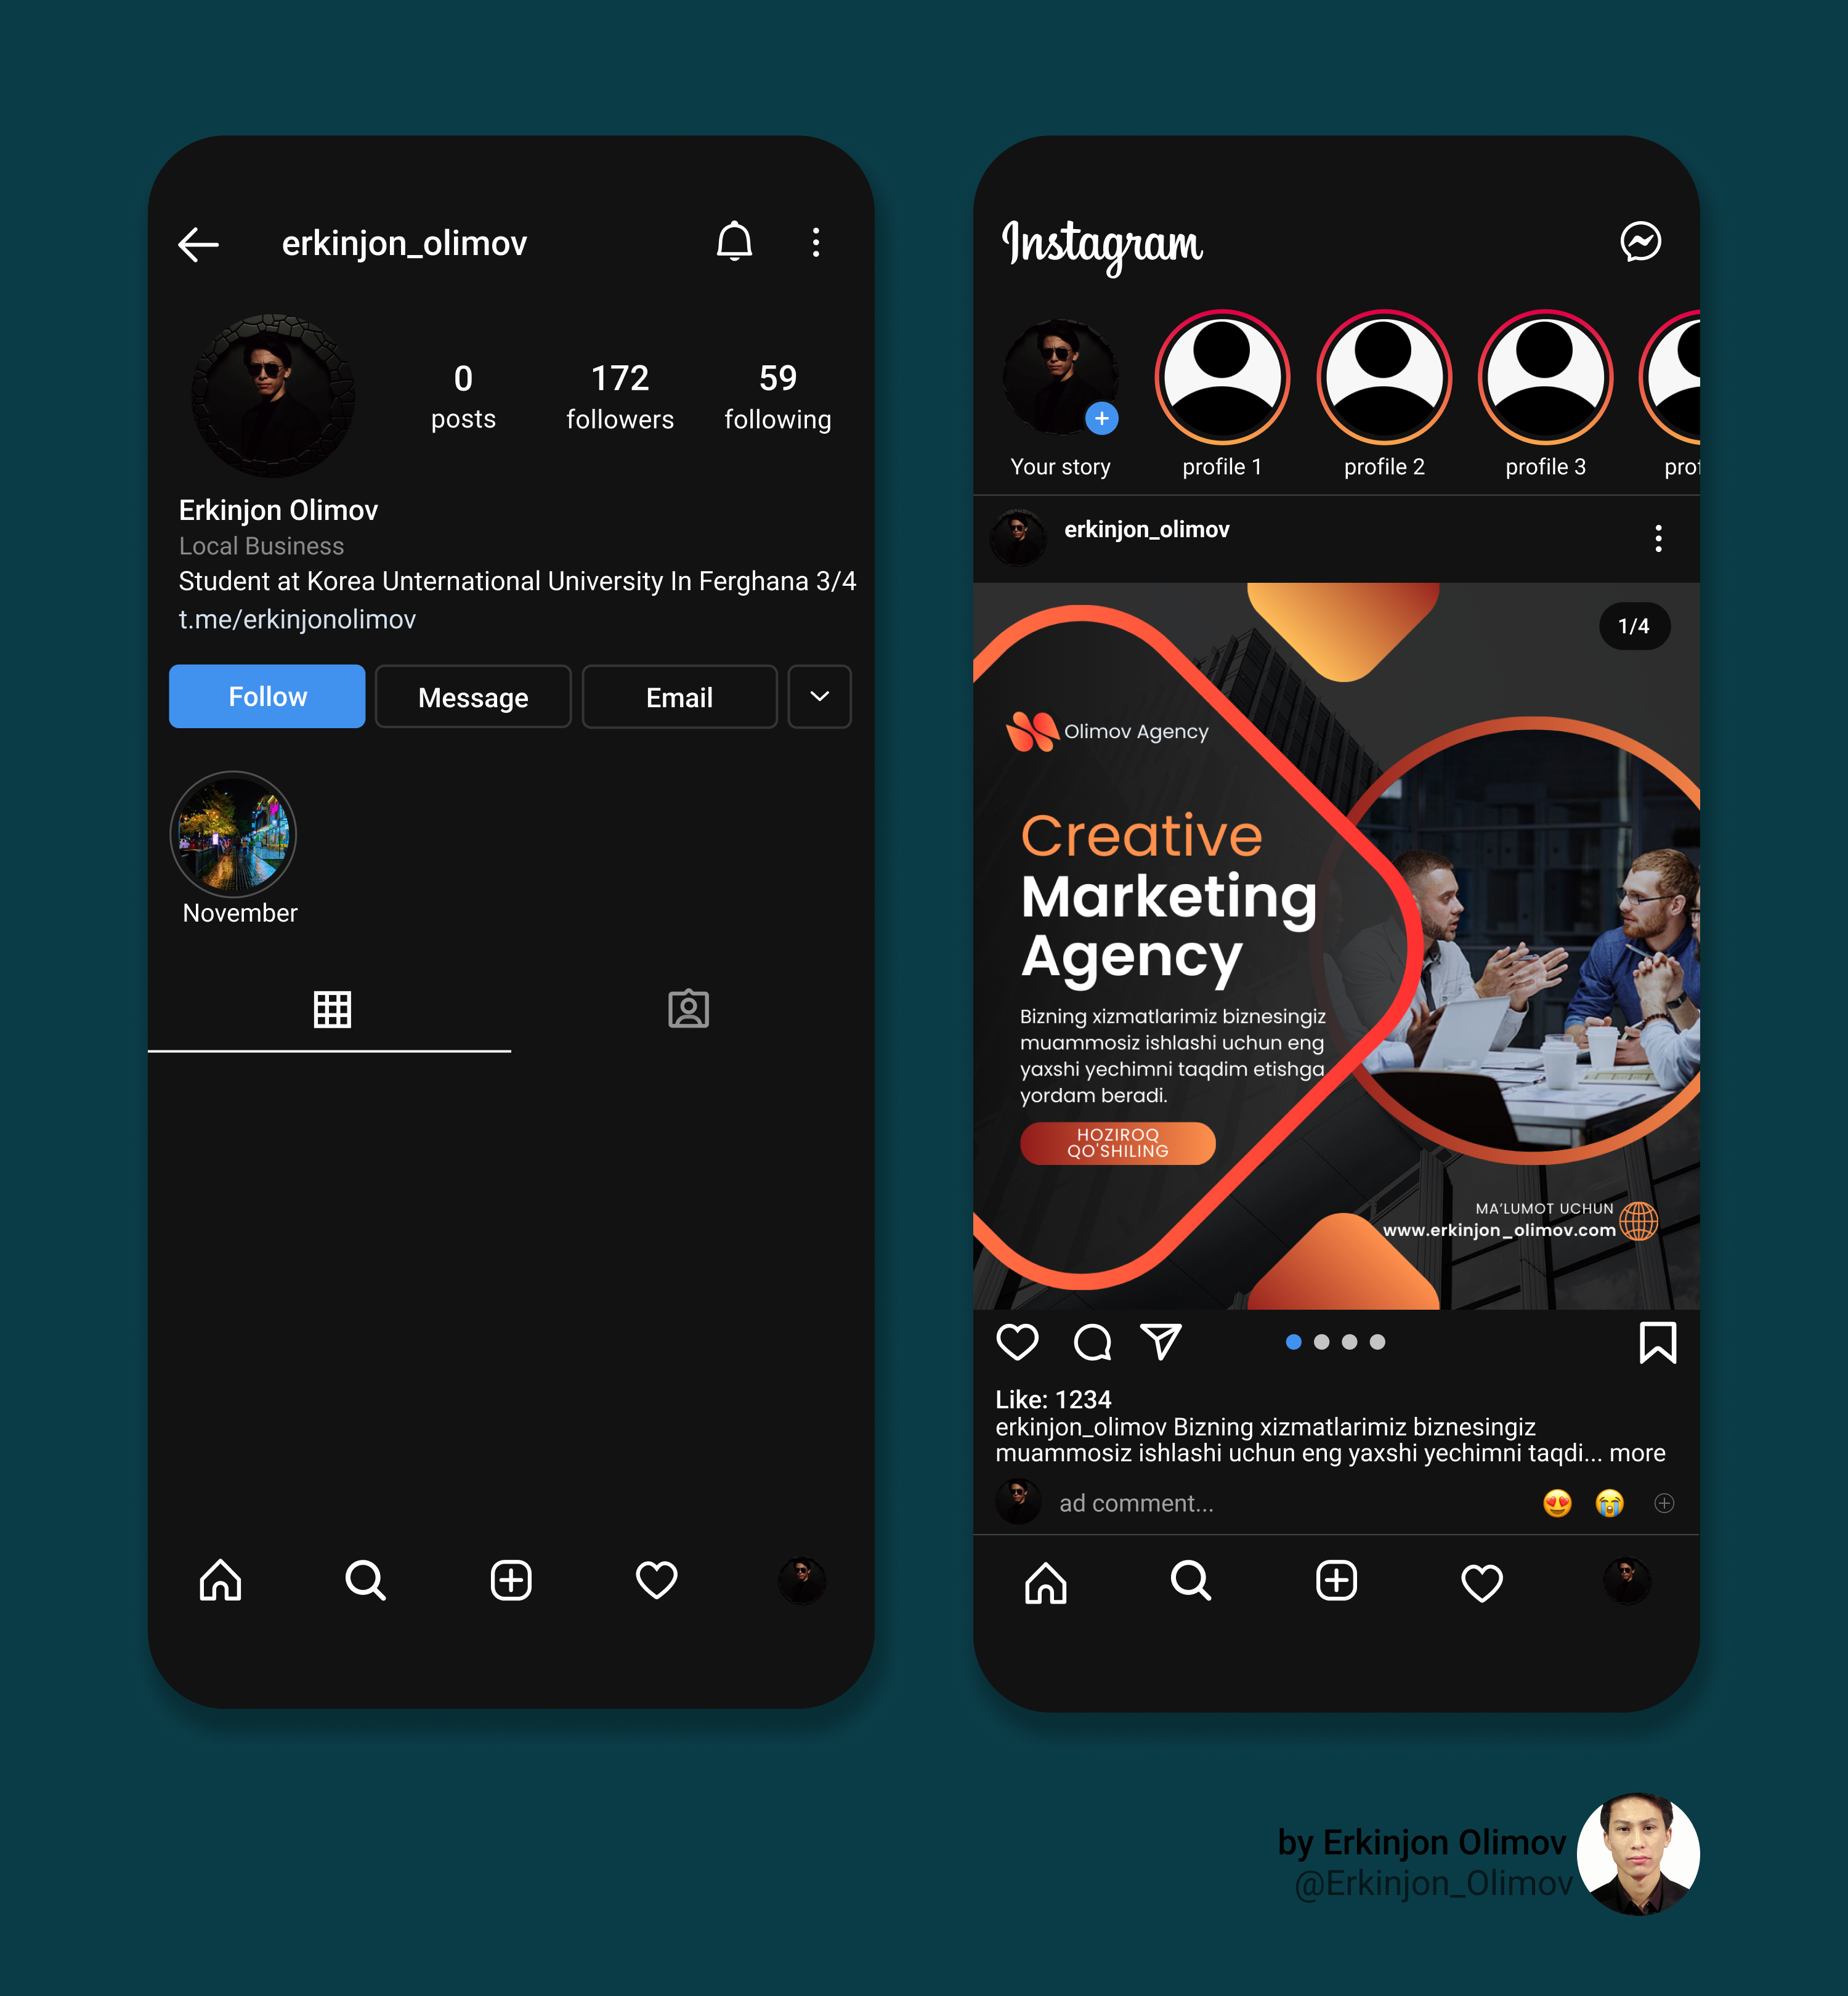 erkinjon_olimov
0
posts
172
followers
59
following
Erkinjon Olimov
Local Business
Student at Korea Unternational University In Ferghana 3/4
t.me/erkinjonolimov
Follow
Message
Email
November
Instagram
Your story
profile 1
profile 2
profile 3
prof
erkinjon_olimov
1/4
Olimov Agency
Creative
Marketing
Agency
Bizning xizmatlarimiz biznesingiz
muammosiz ishlashi uchun eng
yaxshi yechimni taqdim etishga
yordam beradi.
HOZIROQ
QO'SHILING
MA'LUMOT UCHUN
www.erkinjon_olimov.com
Like: 1234
erkinjon_olimov Bizning xizmatlarimiz biznesingiz
muammosiz ishlashi uchun eng yaxshi yechimni taqdi... more
ad comment...
by Erkinjon Olimov
@Erkinjon_Olimov